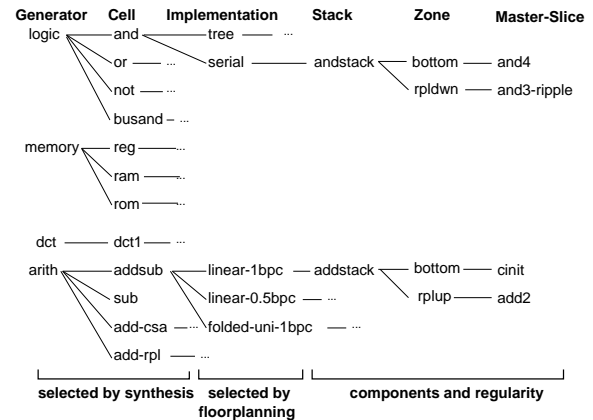 Generator Cell Implementation Stack Zone Master-Slice
logic and tree ...
or ... serial andstack bottom and4
not ... rpldwn and3-ripple
busand ...
memory reg ...
ram ...
rom ...
dct dct1 ...
arith addsub linear-1bpc addstack bottom cinit
sub linear-0.5bpc ... rplup add2
add-csa ... folded-uni-1bpc ...
add-rpl ...
selected by synthesis selected by components and regularity
floorplanning